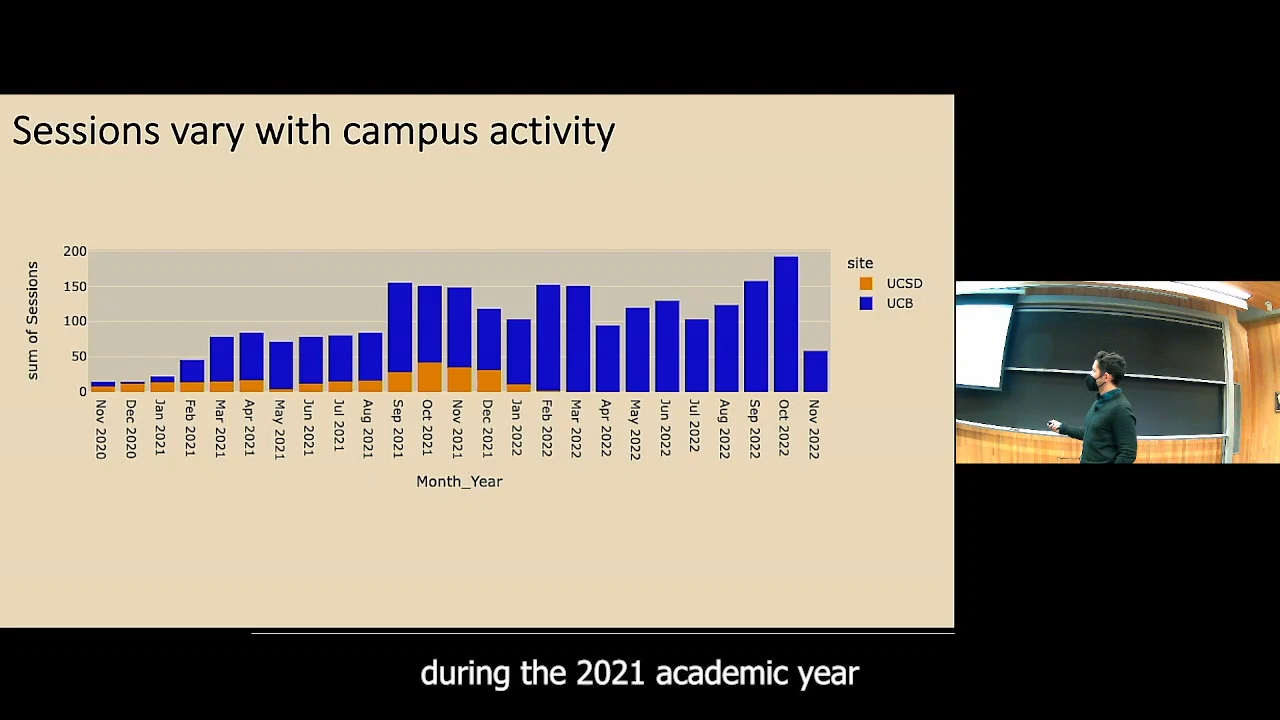 Sessions vary with campus activity
200
150
100
50
0
sum of Sessions
Nov 2020
Dec 2020
Jan 2021
Feb 2021
Mar 2021
Apr 2021
May 2021
Jun 2021
Jul 2021
Aug 2021
Sep 2021
Oct 2021
Nov 2021
Dec 2021
Jan 2022
Feb 2022
Mar 2022
Apr 2022
May 2022
Jun 2022
Jul 2022
Aug 2022
Sep 2022
Oct 2022
Nov 2022
Month_Year
site
UCSD
UCB
during the 2021 academic year